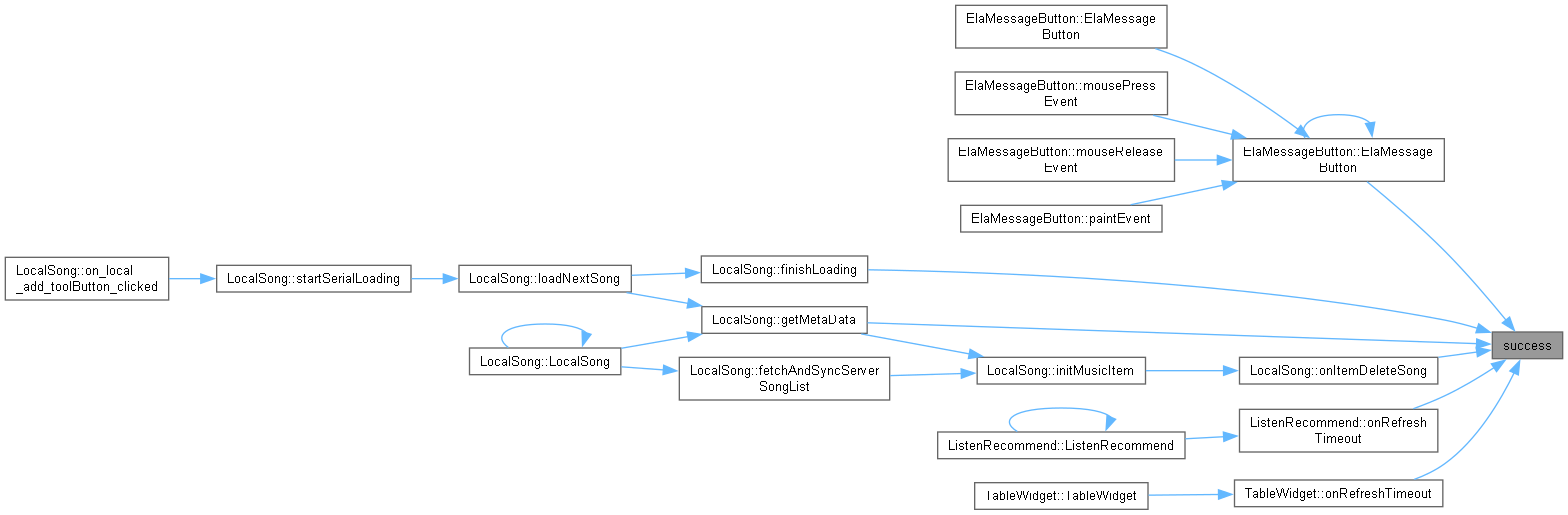 ElaMessageButton::ElaMessage
Button
ElaMessageButton::mousePress
Event
ElaMessageButton::mouseRelease
Event
ElaMessageButton::paintEvent
ElaMessageButton::ElaMessage
Button
LocalSong::on_local
_add_toolButton_clicked
LocalSong::startSerialLoading
LocalSong::loadNextSong
LocalSong::finishLoading
LocalSong::getMetaData
LocalSong::LocalSong
LocalSong::fetchAndSyncServer
SongList
LocalSong::initMusicItem
LocalSong::onItemDeleteSong
success
ListenRecommend::ListenRecommend
ListenRecommend::onRefresh
Timeout
TableWidget::TableWidget
TableWidget::onRefreshTimeout